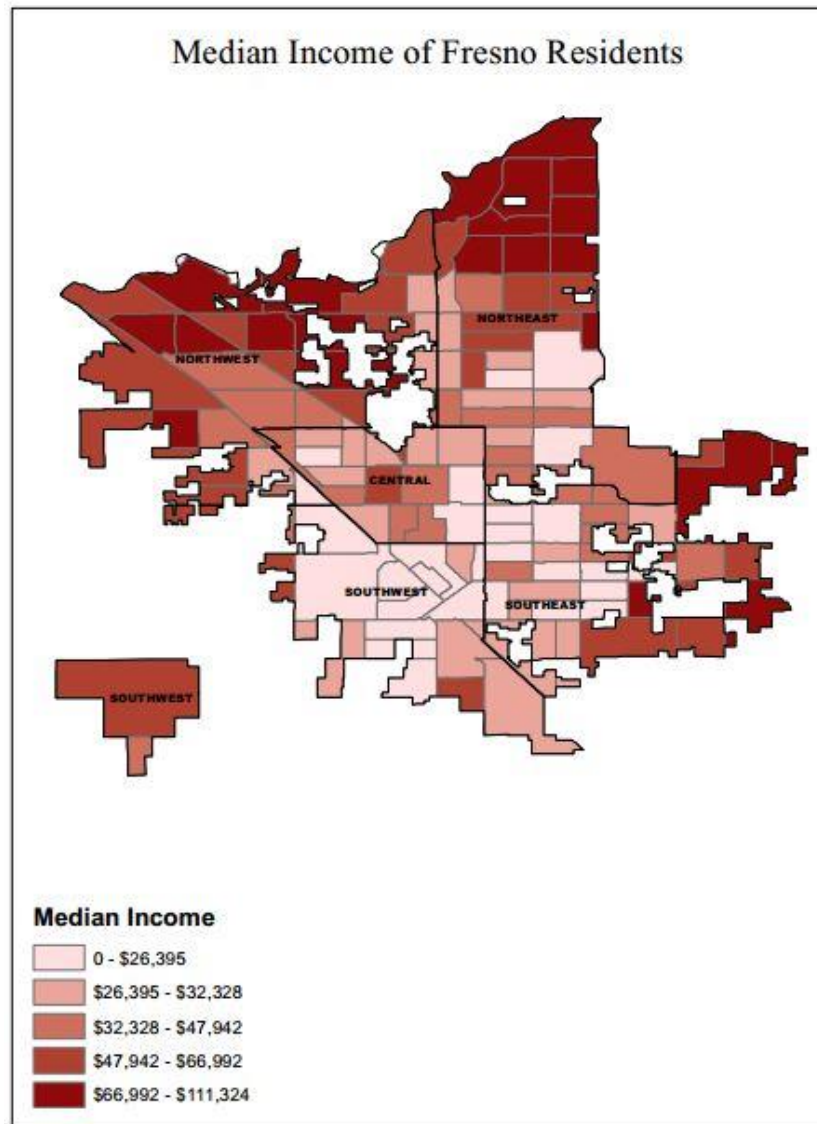 Median Income of Fresno Residents
NORTHEAST
NORTHWEST
CENTRAL
SOUTHWEST
SOUTHEAST
SOUTHWEST
Median Income
0 - $26,395
$26,395 - $32,328
$32,328 - $47,942
$47,942 - $66,992
$66,992 - $111,324